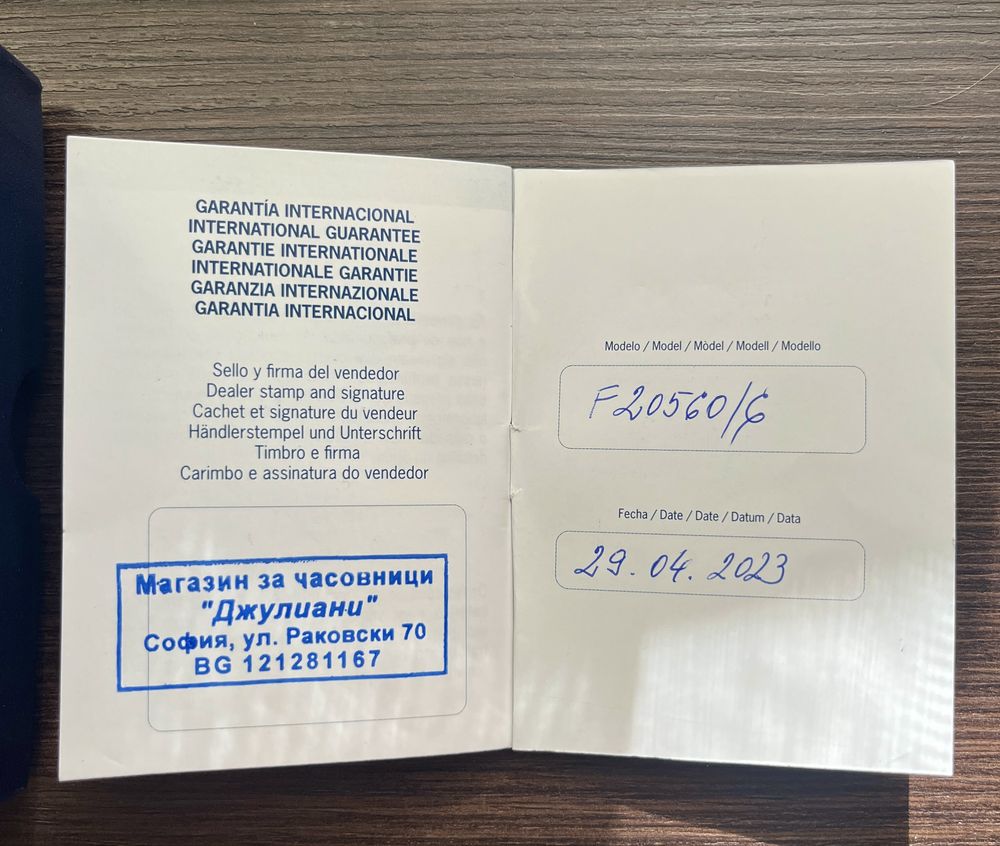 GARANTÍA INTERNACIONAL
INTERNATIONAL GUARANTEE
GARANTIE INTERNATIONALE
INTERNATIONALE GARANTIE
GARANZIA INTERNAZIONALE
GARANTIA INTERNACIONAL
Sello y firma del vendedor
Dealer stamp and signature
Cachet et signature du vendeur
Händlerstempel und Unterschrift
Timbro e firma
Carimbo e assinatura do vendedor
Магазин за часовници
"Джулиани"
София, ул. Раковски 70
BG 121281167
Modelo / Model / Mòdel / Modell / Modello
F20560/6
Fecha / Date / Date / Datum / Data
29.04.2023